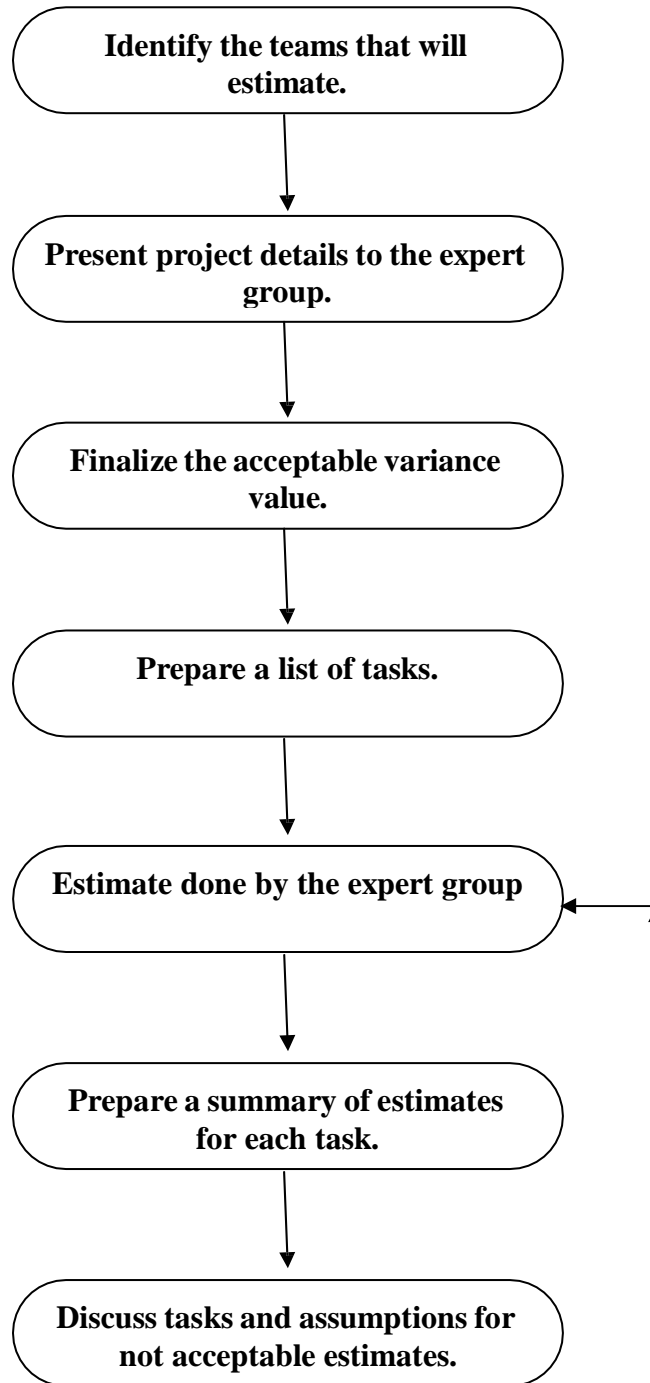 Identify the teams that will
estimate.
Present project details to the expert
group.
Finalize the acceptable variance
value.
Prepare a list of tasks.
Estimate done by the expert group
Prepare a summary of estimates
for each task.
Discuss tasks and assumptions for
not acceptable estimates.